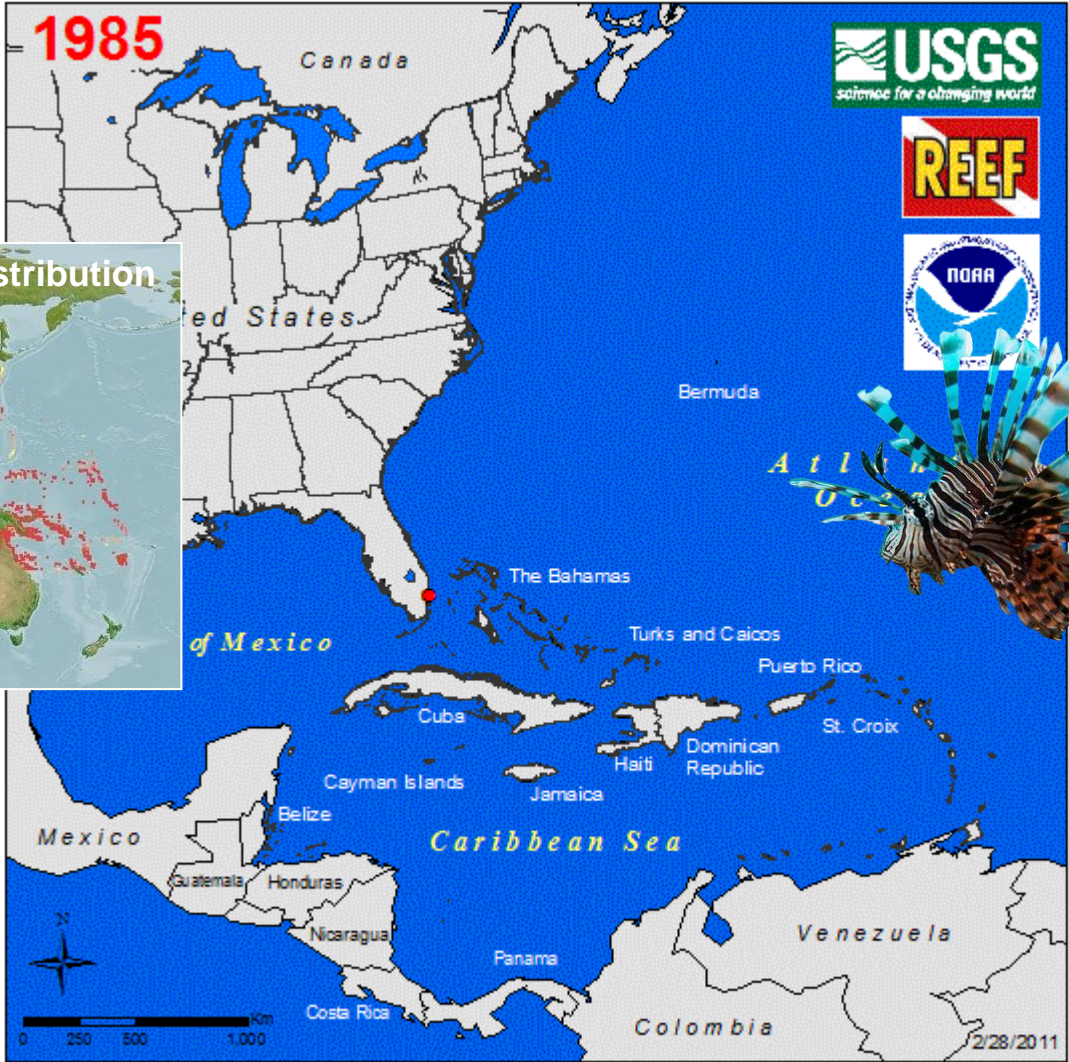 1985
Canada
USGS
science for a changing world
REEF
NOAA
stribution
ted States
Bermuda
The Bahamas
of Mexico
Turks and Caicos
Puerto Rico
Cuba
St. Croix
Haiti
Dominican
Republic
Cayman Islands
Jamaica
Belize
Mexico
Caribbean Sea
Guatemala
Honduras
Nicaragua
Venezuela
Panama
Costa Rica
Colombia
N
Km
0 250 500 1,000
2/28/2011